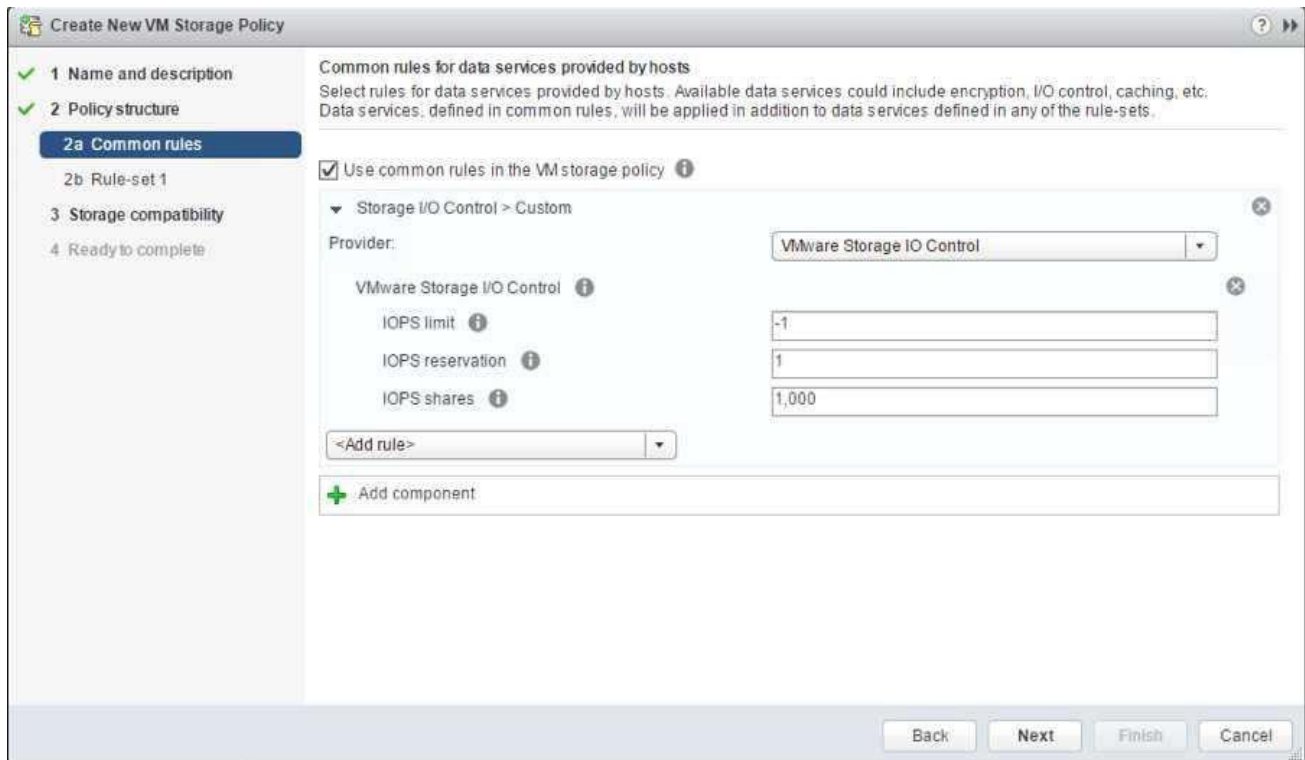 Create New VM Storage Policy
1 Name and description
2 Policy structure
2a Common rules
2b Rule-set 1
3 Storage compatibility
4 Ready to complete
Common rules for data services provided by hosts
Select rules for data services provided by hosts. Available data services could include encryption, I/O control, caching, etc.
Data services, defined in common rules, will be applied in addition to data services defined in any of the rule-sets.
Use common rules in the VM storage policy
Storage I/O Control > Custom
Provider: VMware Storage IO Control
VMware Storage I/O Control
IOPS limit -1
IOPS reservation 1
IOPS shares 1,000
<Add rule>
Add component
Back Next Finish Cancel